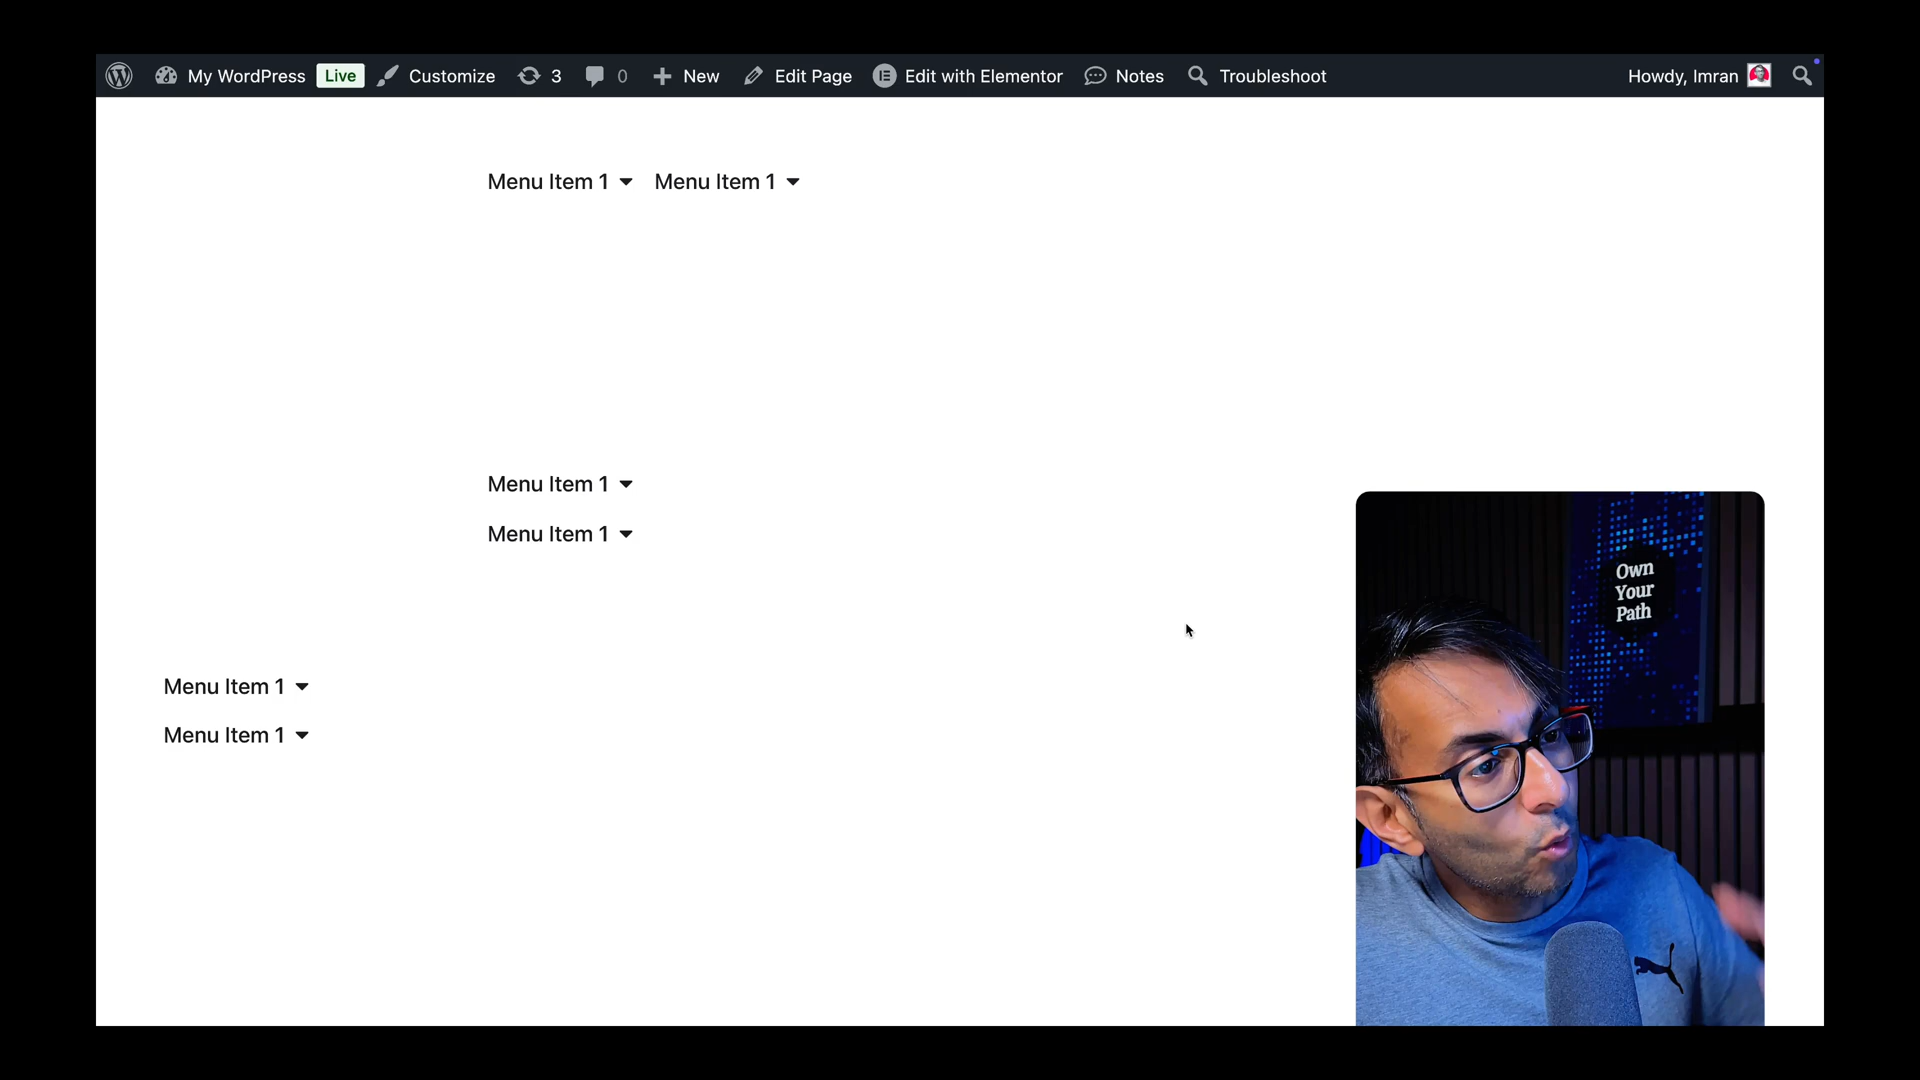 My WordPress Live Customize 3 0 New Edit Page Edit with Elementor Notes Troubleshoot Howdy, Imran
Menu Item 1 Menu Item 1
Menu Item 1
Menu Item 1
Own
Your
Path
Menu Item 1
Menu Item 1